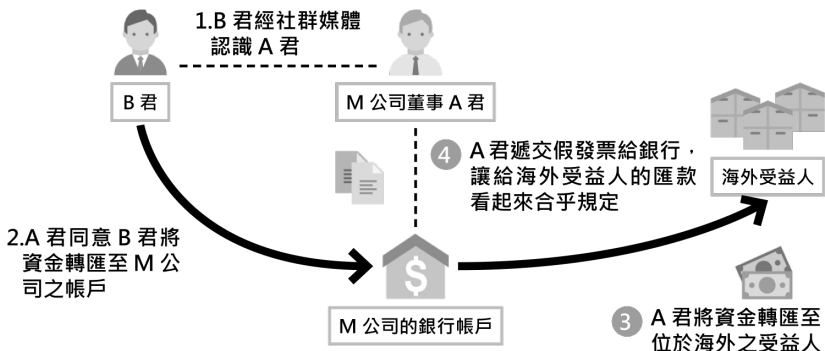 1.B 君經社群媒體
認識 A 君
B 君
M 公司董事 A 君
4 A 君遞交假發票給銀行，
讓給海外受益人的匯款
看起來合乎規定
海外受益人
2.A 君同意 B 君將
資金轉匯至 M 公
司之帳戶
$
M 公司的銀行帳戶
3 A 君將資金轉匯至
位於海外之受益人